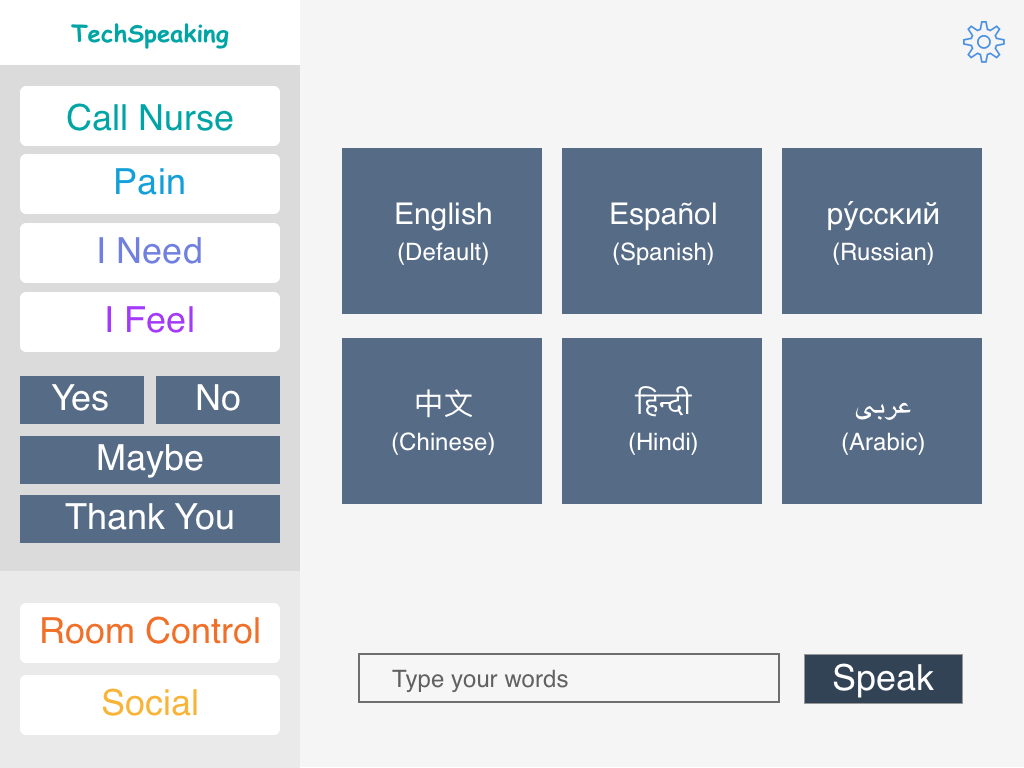 TechSpeaking
Call Nurse
Pain
I Need
I Feel
Yes No
Maybe
Thank You
Room Control
Social
English
(Default)
Español
(Spanish)
ру́сский
(Russian)
中文
(Chinese)
हिन्दी
(Hindi)
عربى
(Arabic)
Type your words
Speak